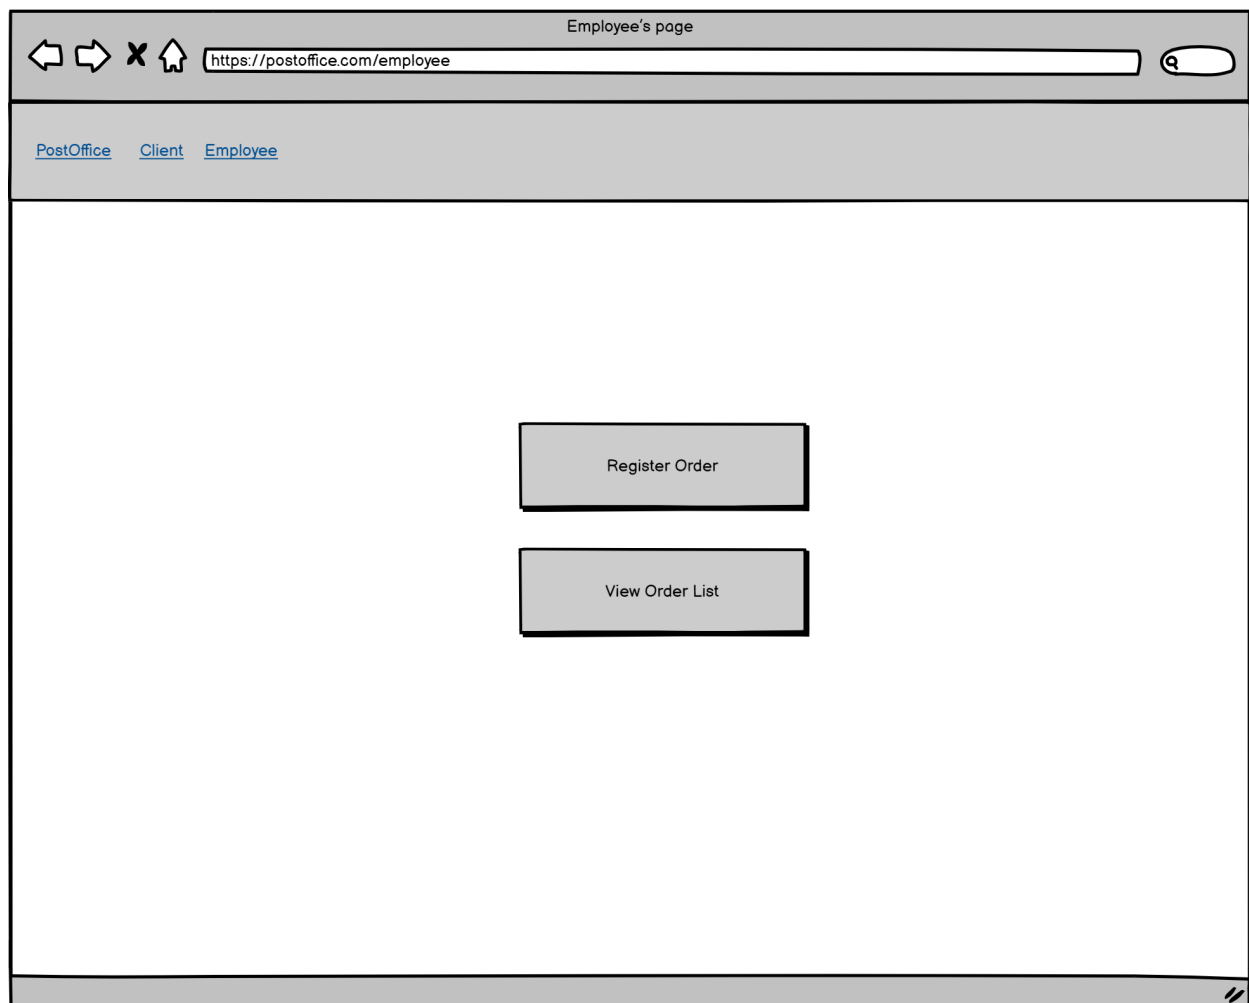 Employee's page
https://postoffice.com/employee
PostOffice Client Employee
Register Order
View Order List